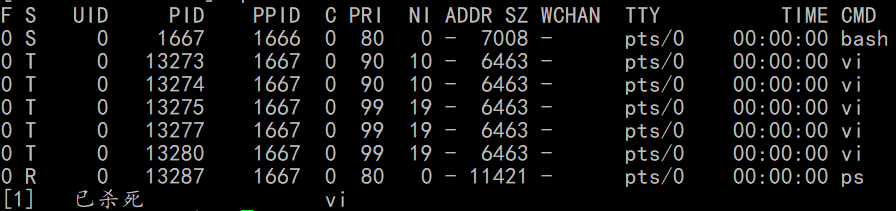 F S   UID     PID    PPID  C PRI  NI ADDR SZ WCHAN  TTY          TIME CMD
0 S     0    1667    1666  0  80   0 -  7008 -      pts/0    00:00:00 bash
0 T     0   13273    1667  0  90  10 -  6463 -      pts/0    00:00:00 vi
0 T     0   13274    1667  0  90  10 -  6463 -      pts/0    00:00:00 vi
0 T     0   13275    1667  0  99  19 -  6463 -      pts/0    00:00:00 vi
0 T     0   13277    1667  0  99  19 -  6463 -      pts/0    00:00:00 vi
0 T     0   13280    1667  0  99  19 -  6463 -      pts/0    00:00:00 vi
0 R     0   13287    1667  0  80   0 - 11421 -      pts/0    00:00:00 ps
[1]   已杀死               vi